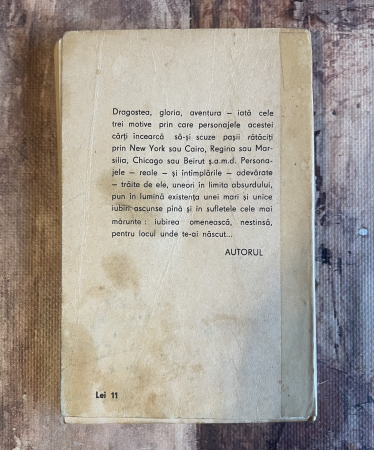 Dragostea, gloria, aventura — iată cele
trei motive prin care personajele acestei
cărți încearcă să-și scuze pașii rătăciți
prin New York sau Cairo, Regina sau Mar-
silia, Chicago sau Beirut ș.a.m.d. Persona-
jele — reale — și întîmplările — adevărate
— trăite de ele, uneori în limita absurdului,
pun în lumină existența unei mari și unice
iubiri ascunse pînă și în sufletele cele mai
mărunte : iubirea omenească, nestinsă,
pentru locul unde te-ai născut...
AUTORUL
Lei 11